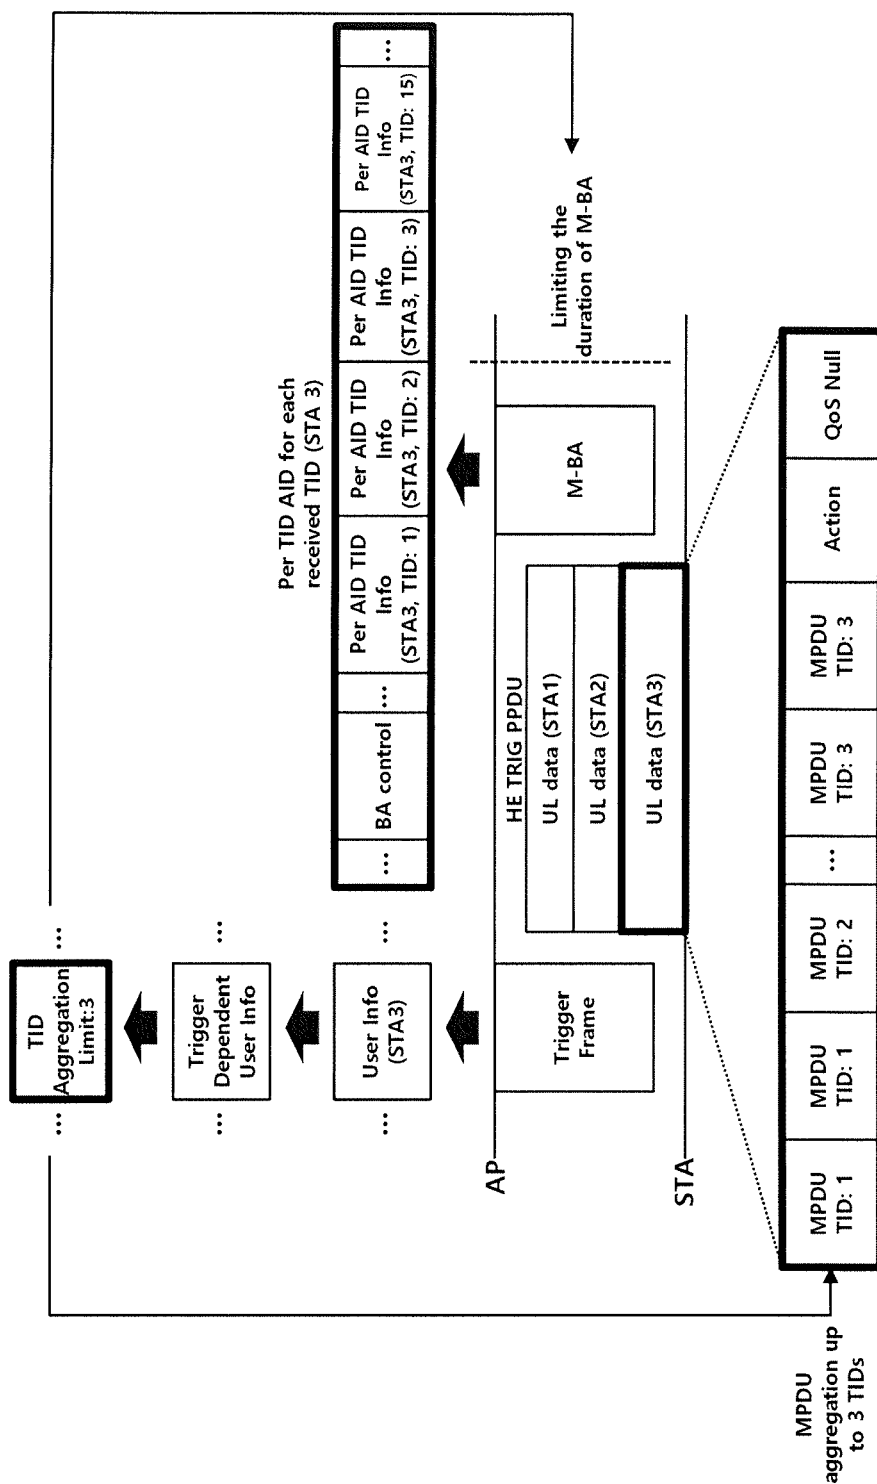 ...
TID
Aggregation
Limit:3
...
...
Trigger
Dependent
User Info
...
...
User Info
(STA3)
...
Per TID AID for each
received TID (STA 3)
...
BA control
...
Per AID TID
Info
(STA3, TID: 1)
Per AID TID
Info
(STA3, TID: 2)
Per AID TID
Info
(STA3, TID: 3)
Per AID TID
Info
(STA3, TID: 15)
...
AP
Trigger
Frame
HE TRIG PPDU
UL data (STA1)
UL data (STA2)
UL data (STA3)
M-BA
Limiting the
duration of M-BA
STA
MPDU
aggregation up
to 3 TIDs
MPDU
TID: 1
MPDU
TID: 1
MPDU
TID: 2
...
MPDU
TID: 3
MPDU
TID: 3
Action
QoS Null